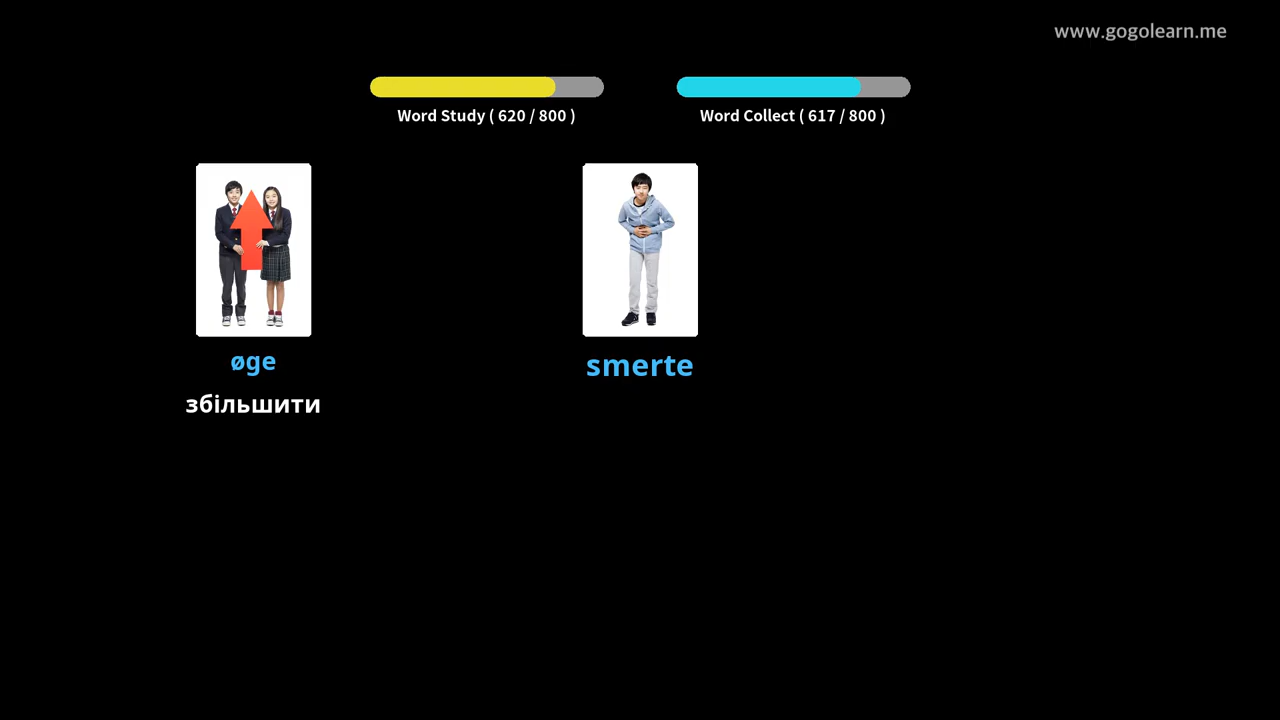 www.gogolearn.me
Word Study ( 620 / 800 )
Word Collect ( 617 / 800 )
øge
smerte
збільшити